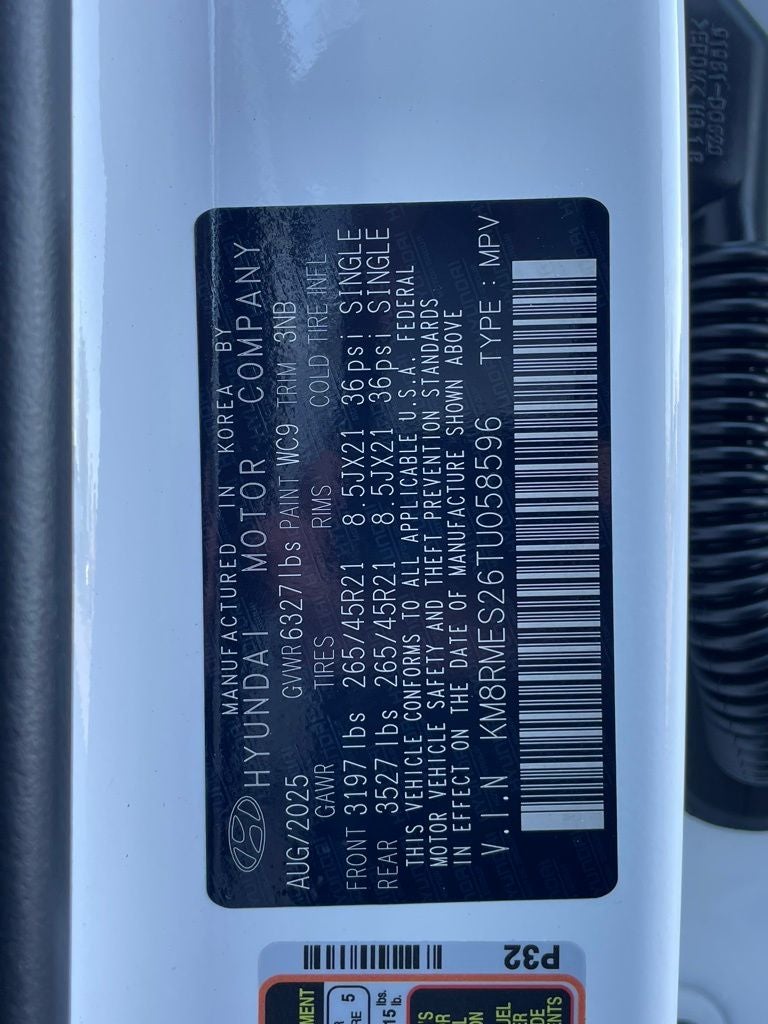 MANUFACTURED IN KOREA BY
HYUNDAI MOTOR COMPANY
AUG/2025 GVWR6327lbs PAINT WC9 TRIM 3NB
GAWR TIRES RIMS COLD TIRE INFL
FRONT 3197 lbs 265/45R21 8.5JX21 36psi SINGLE
REAR 3527 lbs 265/45R21 8.5JX21 36psi SINGLE
THIS VEHICLE CONFORMS TO ALL APPLICABLE U.S.A. FEDERAL
MOTOR VEHICLE SAFETY AND THEFT PREVENTION STANDARDS
IN EFFECT ON THE DATE OF MANUFACTURE SHOWN ABOVE
V.I.N KM8RMES26TU058596 TYPE : MPV
P32
5